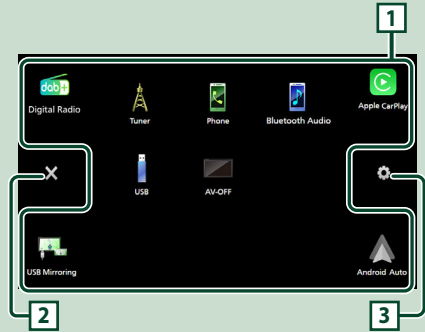 1
dab+
Digital Radio
Tuner
Phone
Bluetooth Audio
Apple CarPlay
USB
AV-OFF
USB Mirroring
Android Auto
2
3